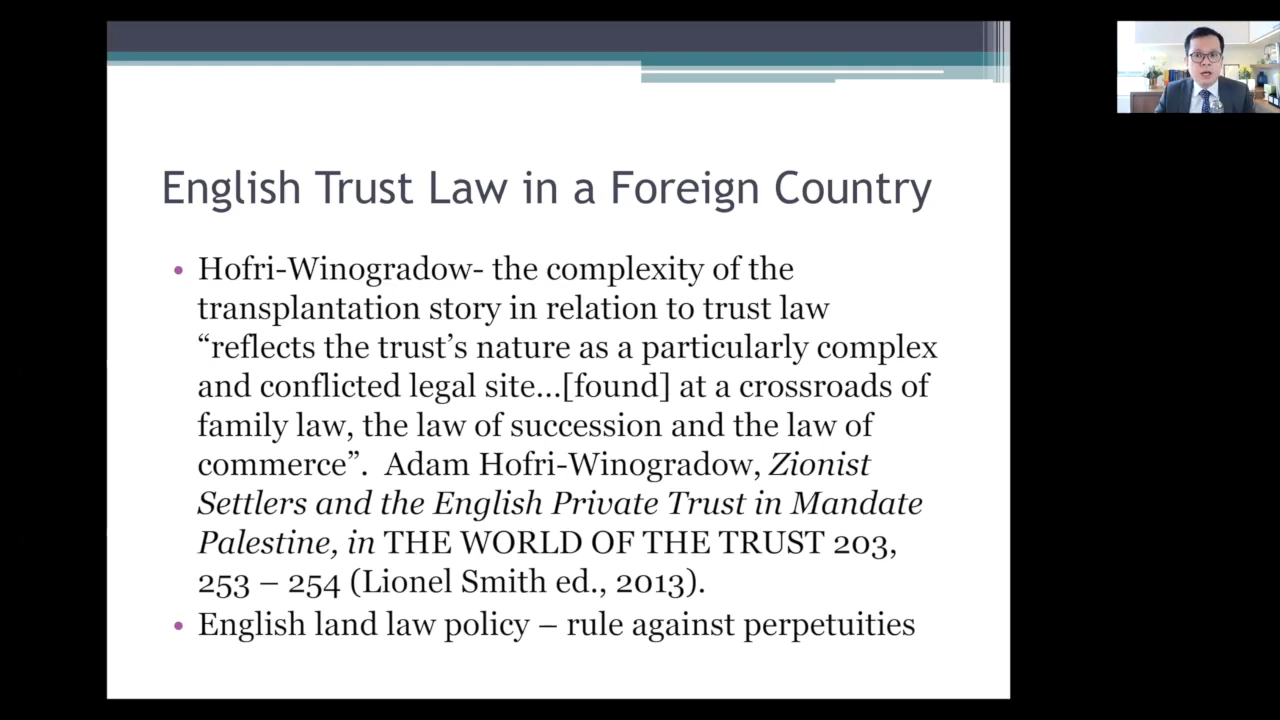 English Trust Law in a Foreign Country
• Hofri-Winogradow- the complexity of the
transplantation story in relation to trust law
“reflects the trust’s nature as a particularly complex
and conflicted legal site…[found] at a crossroads of
family law, the law of succession and the law of
commerce”.  Adam Hofri-Winogradow, Zionist
Settlers and the English Private Trust in Mandate
Palestine, in THE WORLD OF THE TRUST 203,
253 – 254 (Lionel Smith ed., 2013).
• English land law policy – rule against perpetuities